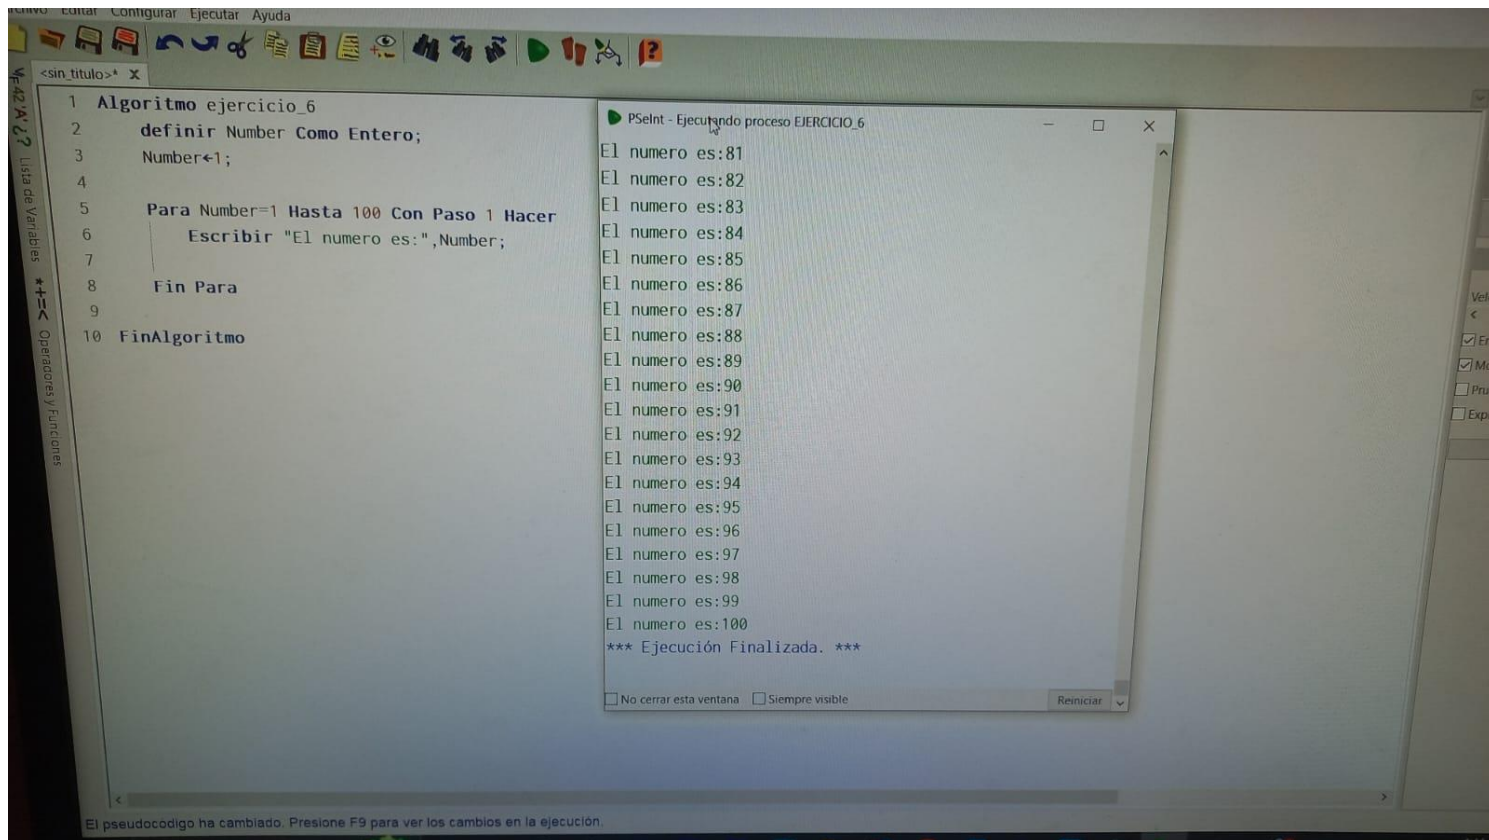 Archivo Editar Configurar Ejecutar Ayuda
<sin_titulo>* X
Lista de Variables
*+=< Operadores y Funciones
1 Algoritmo ejercicio_6
2 definir Number Como Entero;
3 Number←1;
4
5 Para Number=1 Hasta 100 Con Paso 1 Hacer
6 Escribir "El numero es:",Number;
7
8 Fin Para
9
10 FinAlgoritmo
PSeInt - Ejecutando proceso EJERCICIO_6
El numero es:81
El numero es:82
El numero es:83
El numero es:84
El numero es:85
El numero es:86
El numero es:87
El numero es:88
El numero es:89
El numero es:90
El numero es:91
El numero es:92
El numero es:93
El numero es:94
El numero es:95
El numero es:96
El numero es:97
El numero es:98
El numero es:99
El numero es:100
*** Ejecución Finalizada. ***
No cerrar esta ventana Siempre visible Reiniciar
El pseudocódigo ha cambiado. Presione F9 para ver los cambios en la ejecución.